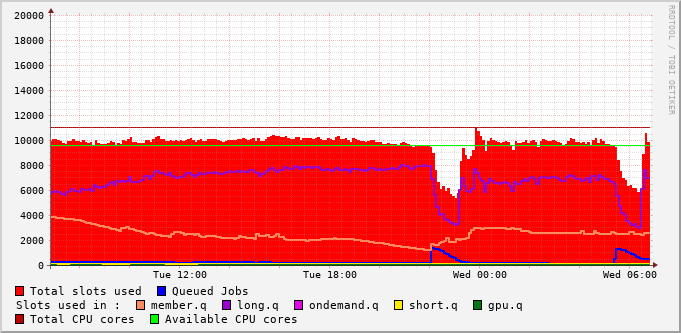 RRDTOOL / TOBI OETIKER
20000
18000
16000
14000
12000
10000
8000
6000
4000
2000
0
Tue 12:00 Tue 18:00 Wed 00:00 Wed 06:00
Total slots used Queued Jobs
Slots used in : member.q long.q ondemand.q short.q gpu.q
Total CPU cores Available CPU cores